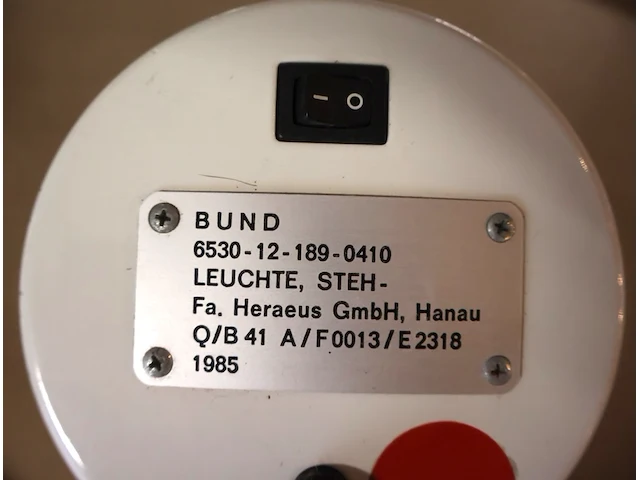 BUND
6530-12-189-0410
LEUCHTE, STEH-
Fa. Heraeus GmbH, Hanau
Q/B 41 A/F0013/E2318
1985